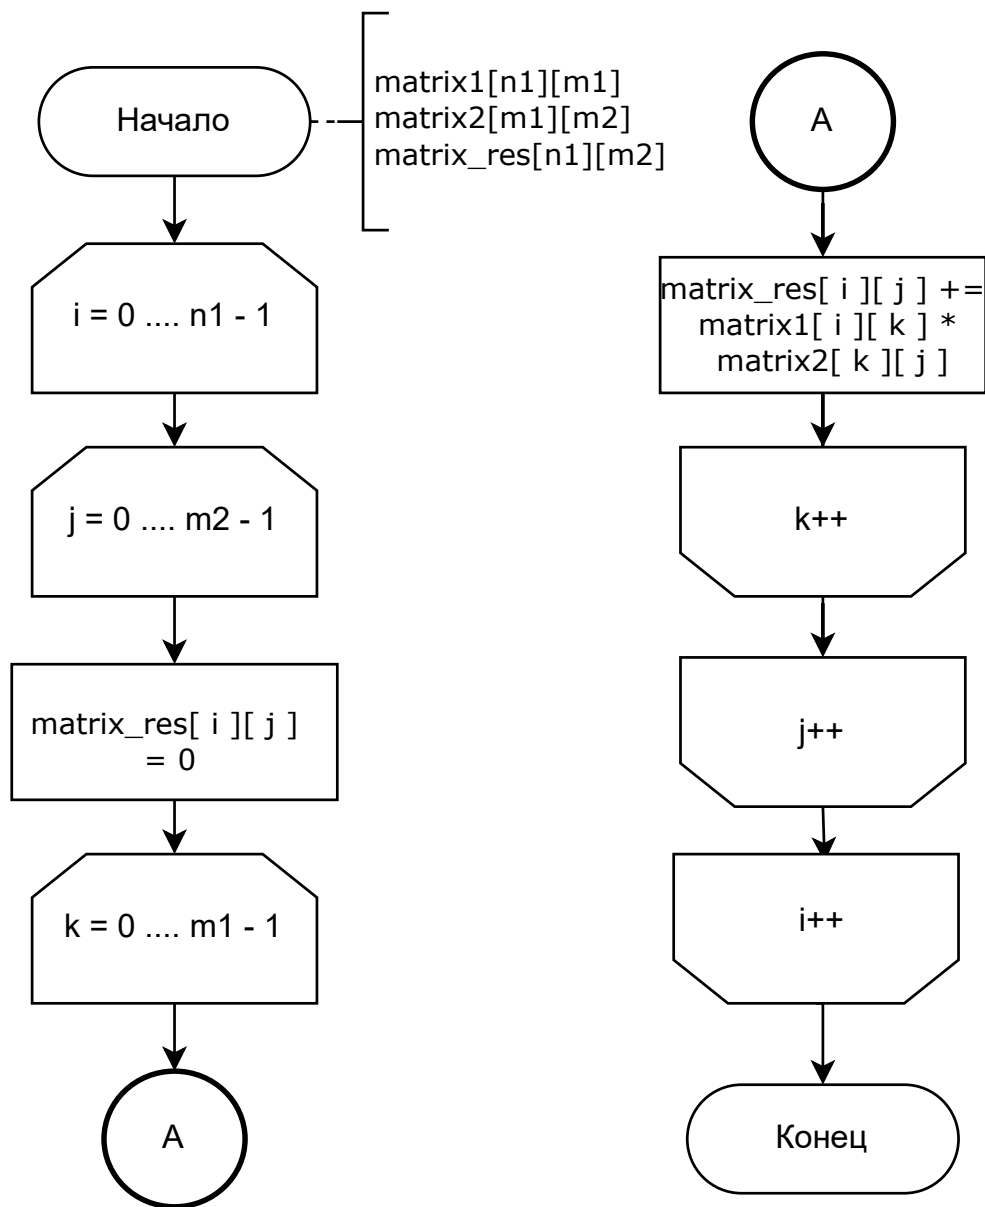 Начало
matrix1[n1][m1]
matrix2[m1][m2]
matrix_res[n1][m2]
i = 0 .... n1 - 1
j = 0 .... m2 - 1
matrix_res[ i ][ j ]
= 0
k = 0 .... m1 - 1
А
А
matrix_res[ i ][ j ] +=
matrix1[ i ][ k ] *
matrix2[ k ][ j ]
k++
j++
i++
Конец